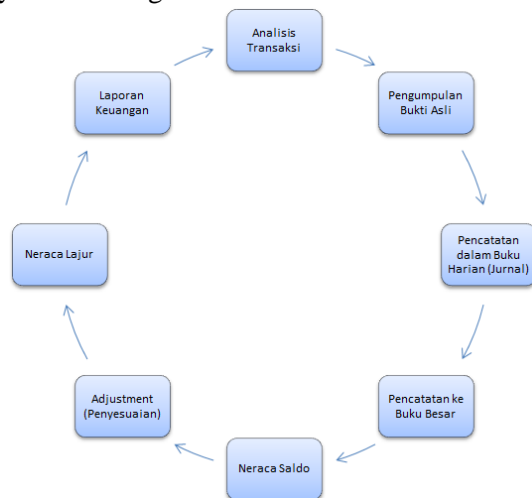 Analisis
Transaksi
Pengumpulan
Bukti Asli
Pencatatan
dalam Buku
Harian (Jurnal)
Pencatatan ke
Buku Besar
Neraca Saldo
Adjustment
(Penyesuaian)
Neraca Lajur
Laporan
Keuangan